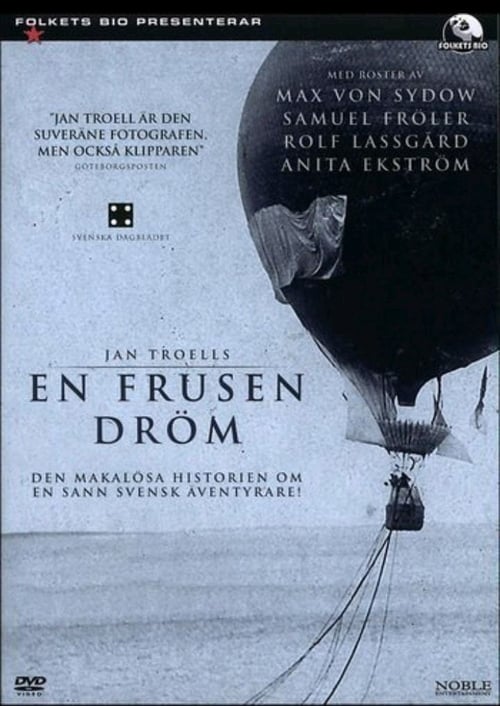 FOLKETS BIO PRESENTERAR
FOLKETS BIO
MED RÖSTER AV
MAX VON SYDOW
SAMUEL FRÖLER
ROLF LASSGÅRD
ANITA EKSTRÖM
"JAN TROELL ÄR DEN
SUVERÄNE FOTOGRAFEN,
MEN OCKSÅ KLIPPAREN"
GÖTEBORGSPOSTEN
SVENSKA DAGBLADET
JAN TROELLS
EN FRUSEN
DRÖM
DEN MAKALÖSA HISTORIEN OM
EN SANN SVENSK ÄVENTYRARE!
DVD
VIDEO
NOBLE
ENTERTAINMENT